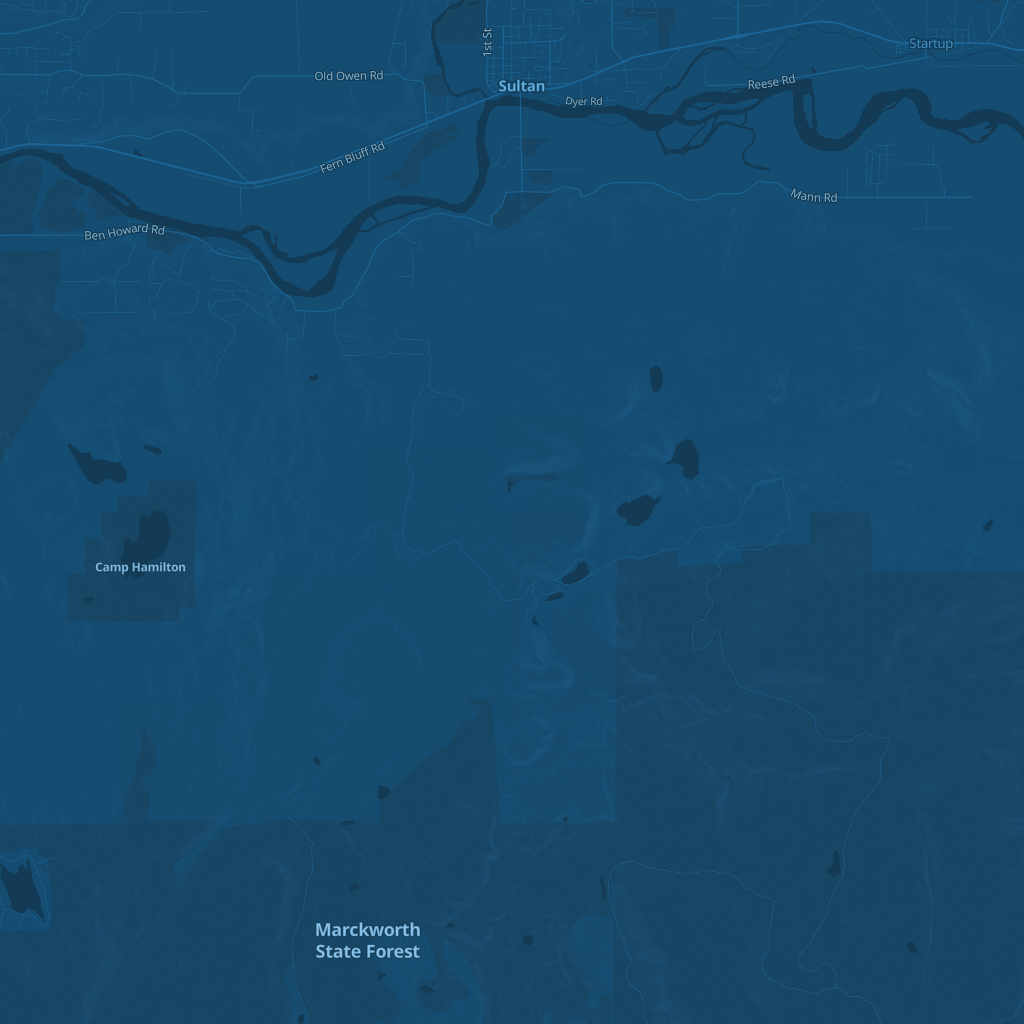 1st St
Startup
Old Owen Rd
Sultan
Reese Rd
Dyer Rd
Fern Bluff Rd
Mann Rd
Ben Howard Rd
Camp Hamilton
Marckworth
State Forest